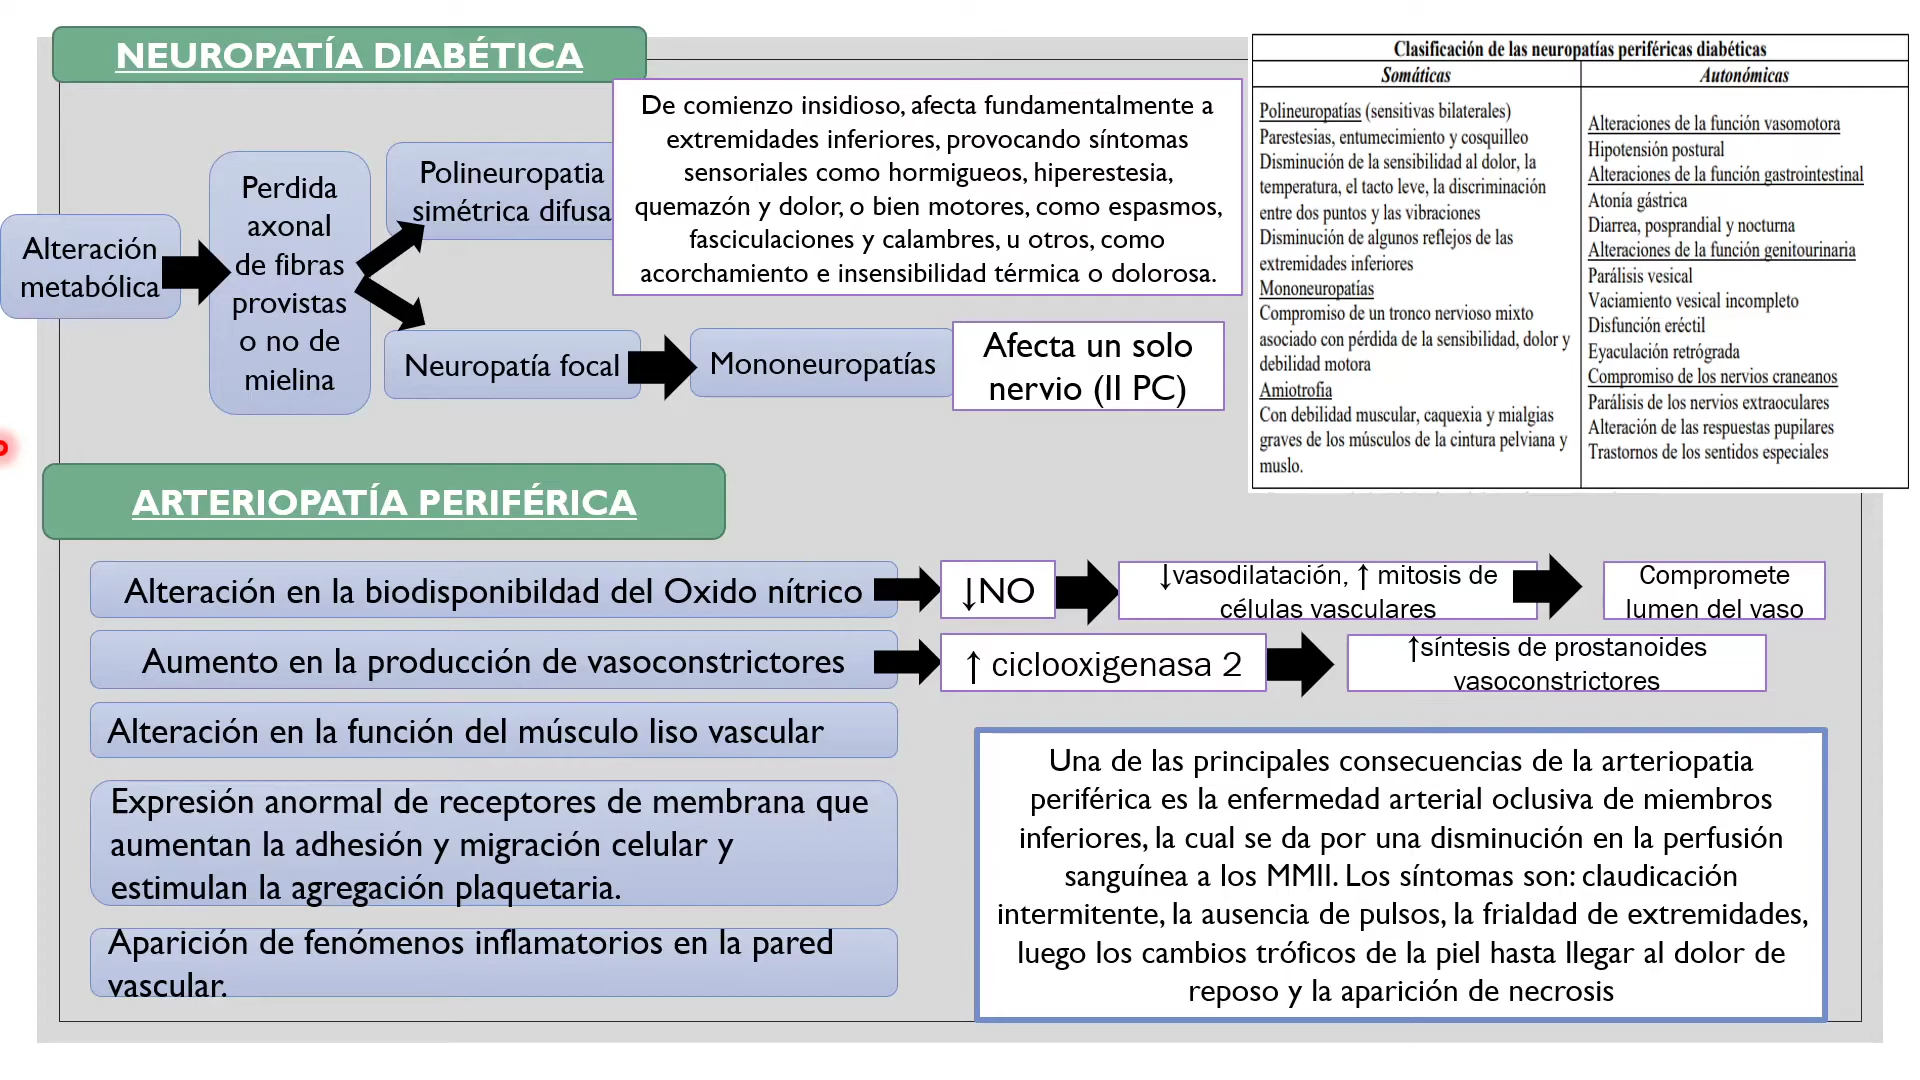 NEUROPATÍA DIABÉTICA
Alteración
metabólica
Perdida
axonal
de fibras
provistas
o no de
mielina
Polineuropatia
simétrica difusa
De comienzo insidioso, afecta fundamentalmente a
extremidades inferiores, provocando síntomas
sensoriales como hormigueos, hiperestesia,
quemazón y dolor, o bien motores, como espasmos,
fasciculaciones y calambres, u otros, como
acorchamiento e insensibilidad térmica o dolorosa.
Neuropatía focal
Mononeuropatías
Afecta un solo
nervio (II PC)
Clasificación de las neuropatías periféricas diabéticas
Somáticas
Polineuropatías (sensitivas bilaterales)
Parestesias, entumecimiento y cosquilleo
Disminución de la sensibilidad al dolor, la
temperatura, el tacto leve, la discriminación
entre dos puntos y las vibraciones
Disminución de algunos reflejos de las
extremidades inferiores
Mononeuropatías
Compromiso de un tronco nervioso mixto
asociado con pérdida de la sensibilidad, dolor y
debilidad motora
Amiotrofia
Con debilidad muscular, caquexia y mialgias
graves de los músculos de la cintura pelviana y
muslo.
Autonómicas
Alteraciones de la función vasomotora
Hipotensión postural
Alteraciones de la función gastrointestinal
Atonía gástrica
Diarrea, posprandial y nocturna
Alteraciones de la función genitourinaria
Parálisis vesical
Vaciamiento vesical incompleto
Disfunción eréctil
Eyaculación retrógrada
Compromiso de los nervios craneanos
Parálisis de los nervios extraoculares
Alteración de las respuestas pupilares
Trastornos de los sentidos especiales
ARTERIOPATÍA PERIFÉRICA
Alteración en la biodisponibildad del Oxido nítrico
↓NO
↓vasodilatación, ↑ mitosis de
células vasculares
Compromete
lumen del vaso
Aumento en la producción de vasoconstrictores
↑ ciclooxigenasa 2
↑síntesis de prostanoides
vasoconstrictores
Alteración en la función del músculo liso vascular
Expresión anormal de receptores de membrana que
aumentan la adhesión y migración celular y
estimulan la agregación plaquetaria.
Aparición de fenómenos inflamatorios en la pared
vascular.
Una de las principales consecuencias de la arteriopatia
periférica es la enfermedad arterial oclusiva de miembros
inferiores, la cual se da por una disminución en la perfusión
sanguínea a los MMII. Los síntomas son: claudicación
intermitente, la ausencia de pulsos, la frialdad de extremidades,
luego los cambios tróficos de la piel hasta llegar al dolor de
reposo y la aparición de necrosis